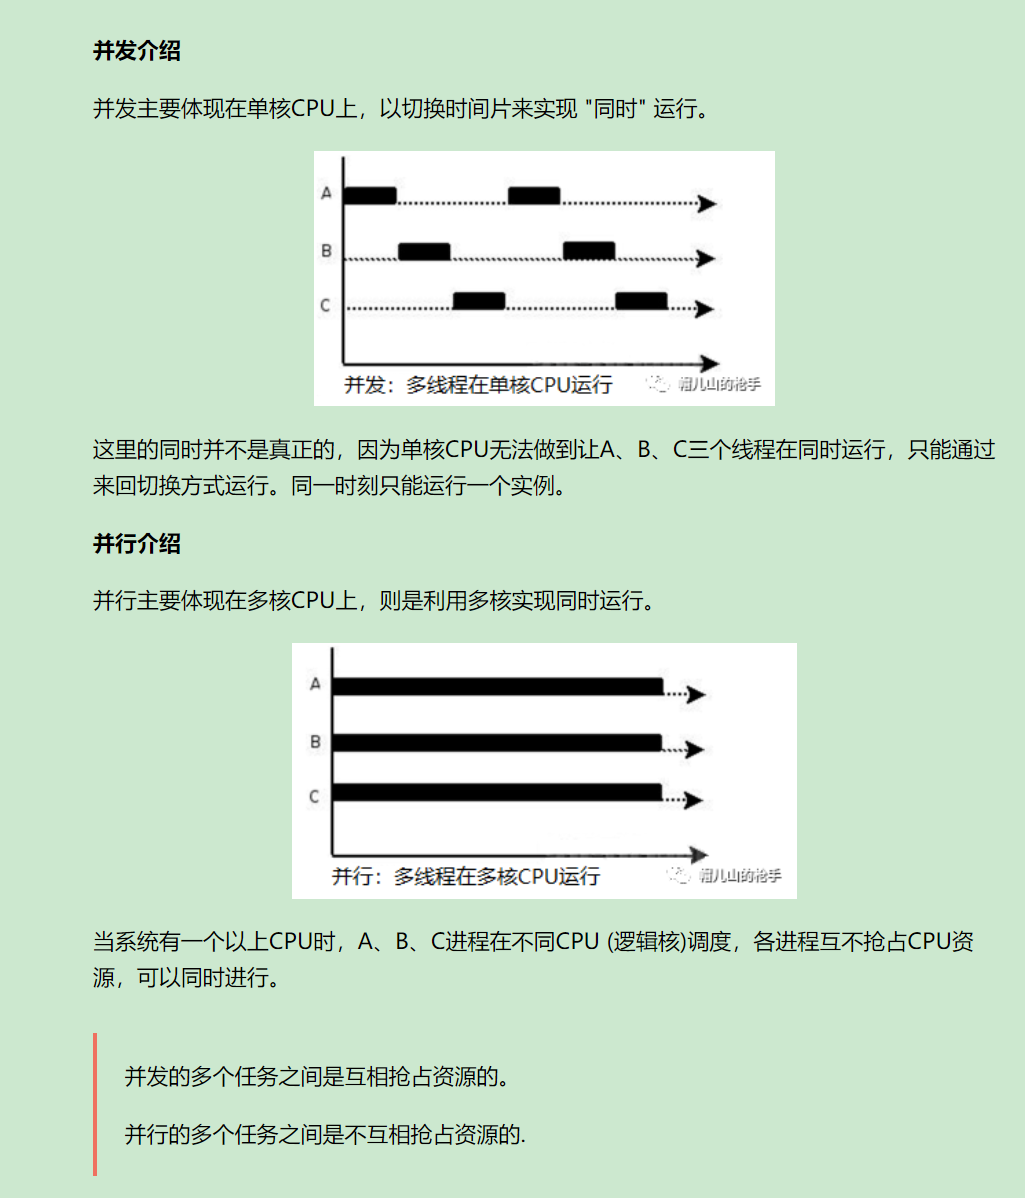 并发介绍
并发主要体现在单核CPU上，以切换时间片来实现 "同时" 运行。
A
B
C
并发：多线程在单核CPU运行
帽儿山的枪手
这里的同时并不是真正的，因为单核CPU无法做到让A、B、C三个线程在同时运行，只能通过
来回切换方式运行。同一时刻只能运行一个实例。
并行介绍
并行主要体现在多核CPU上，则是利用多核实现同时运行。
A
B
C
并行：多线程在多核CPU运行
帽儿山的枪手
当系统有一个以上CPU时，A、B、C进程在不同CPU (逻辑核)调度，各进程互不抢占CPU资
源，可以同时进行。
并发的多个任务之间是互相抢占资源的。
并行的多个任务之间是不互相抢占资源的.